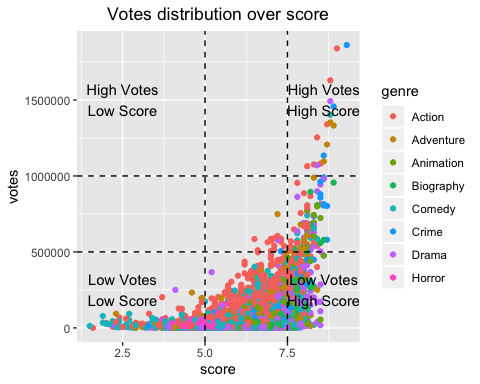 Votes distribution over score
votes
1500000
1000000
500000
0
High Votes
Low Score
High Votes
High Score
Low Votes
Low Score
Low Votes
High Score
2.5
5.0
7.5
score
genre
Action
Adventure
Animation
Biography
Comedy
Crime
Drama
Horror